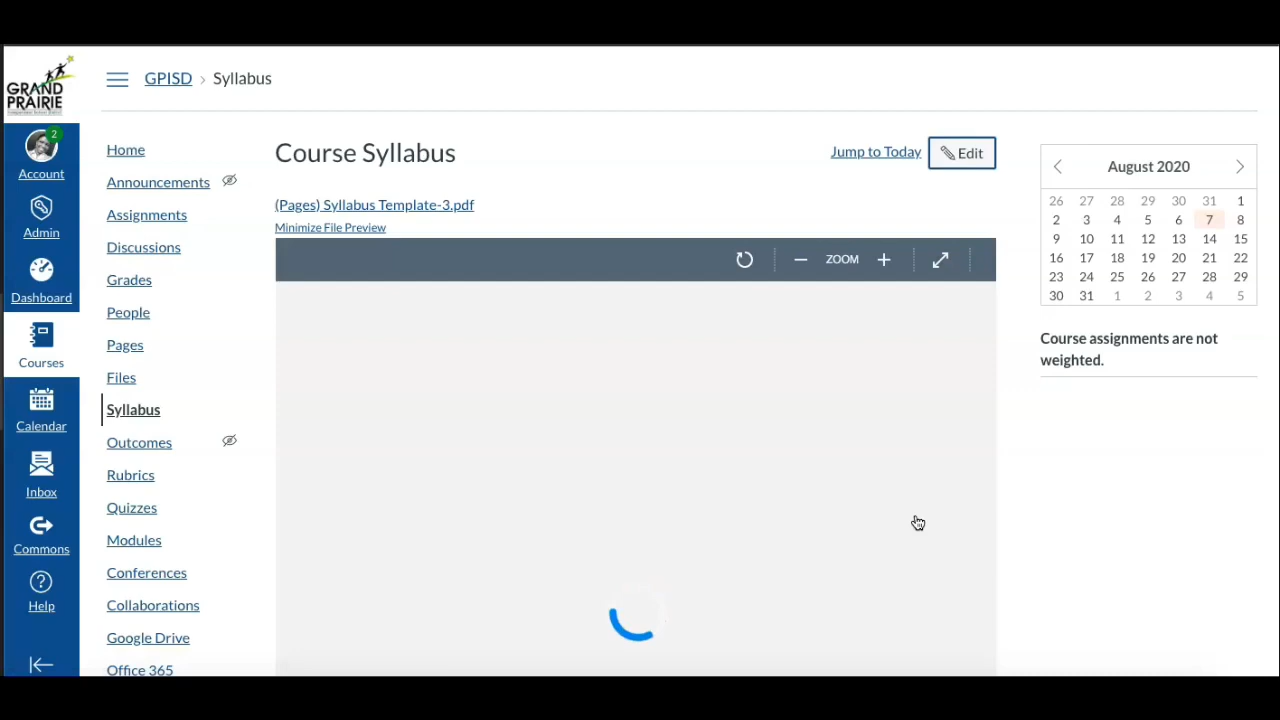 GRAND
PRAIRIE
GPISD > Syllabus
2
Account
Admin
Dashboard
Courses
Calendar
Inbox
Commons
Help
Home
Announcements
Assignments
Discussions
Grades
People
Pages
Files
Syllabus
Outcomes
Rubrics
Quizzes
Modules
Conferences
Collaborations
Google Drive
Office 365
Course Syllabus
Jump to Today
Edit
(Pages) Syllabus Template-3.pdf
Minimize File Preview
ZOOM
August 2020
26 27 28 29 30 31 1
2 3 4 5 6 7 8
9 10 11 12 13 14 15
16 17 18 19 20 21 22
23 24 25 26 27 28 29
30 31 1 2 3 4 5
Course assignments are not
weighted.